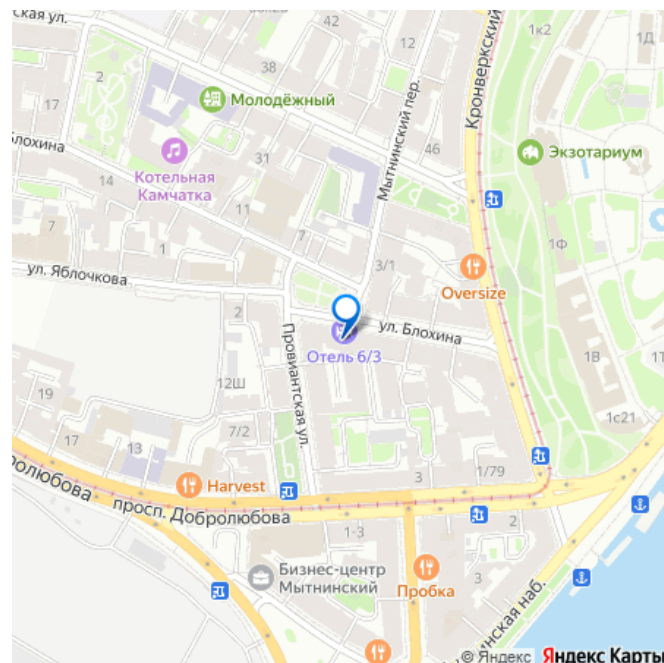 ская ул.
12
1к2
1Д
2
38
17
Молодёжный
Мытнинский пер.
Кронверкский
блохина
31
46
Экзотариум
Котельная
Камчатка
14
11
7
7
1
1Ф
ул. Яблочкова
3/1
Oversize
2
ул. Блохина
Отель 6/3
Провиантская ул.
1В
12Ш
19
1с21
17
13
7/2
Harvest
1/79
3
ролюбова
просп. Добролюбова
2
1-3
Бизнес-центр
Мытнинский
Пробка
3
инская наб.
© Яндекс
Яндекс Карты